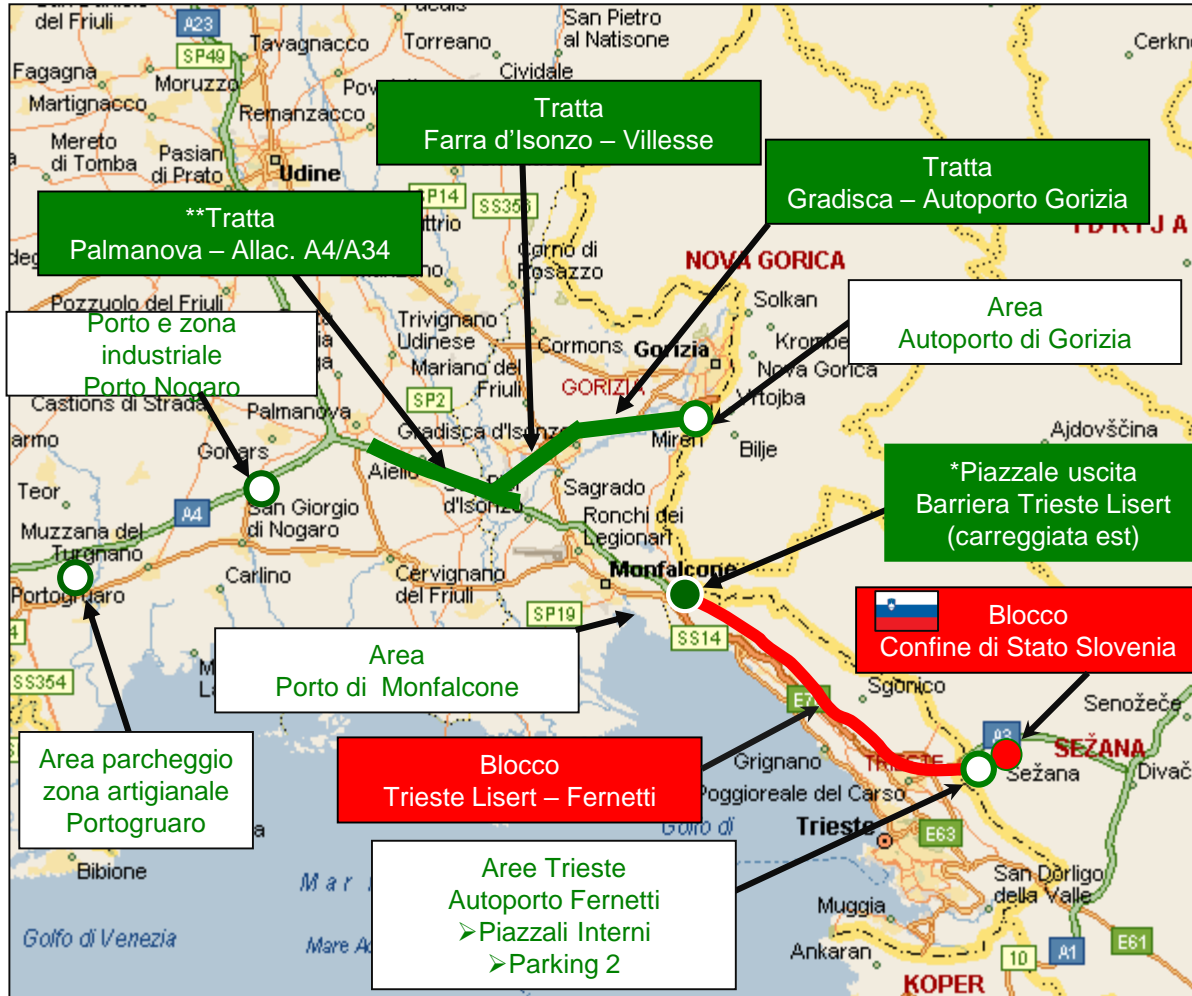 del Friuli
A23
Tavagnacco
Torreano
San Pietro
al Natisone
SP49
Cividale
Fagagna
Moruzzo
Martignacco
Remanzacco
Mereto
di Tomba
Pasian
di Prato
Udine
Tratta
Farra d'Isonzo – Villesse
Tratta
Gradisca – Autoporto Gorizia
SP14
SS356
**Tratta
Palmanova – Allac. A4/A34
Corno di
Rosazzo
NOVA GORICA
Pozzuolo del Friuli
Solkan
Area
Autoporto di Gorizia
Porto e zona
industriale
Porto Nogaro
Trivignano
Udinese
Cormons
Gorizia
Nova Gorica
Mariano del
Friuli
GORIZIA
Castions di Strada
SP2
Vrtojba
Palmanova
Gradisca d'Isonzo
Miren
Bilje
Ajdovščina
Gonars
Aiello
d'Isonzo
Sagrado
Teor
A4
San Giorgio
di Nogaro
Ronchi dei
Legionari
*Piazzale uscita
Barriera Trieste Lisert
(carreggiata est)
Muzzana del
Turgnano
Monfalcone
Portogruaro
Carlino
Cervignano
del Friuli
SP19
SS14
Blocco
Confine di Stato Slovenia
Area
Porto di Monfalcone
SS354
Sgonico
Senožeče
Area parcheggio
zona artigianale
Portogruaro
Blocco
Trieste Lisert – Fernetti
Grignano
TRIESTE
SEŽANA
Sežana
Poggioreale del Carso
Golfo di
Trieste
E63
Bibione
Aree Trieste
Autoporto Fernetti
➢Piazzali Interni
➢Parking 2
San Dorligo
della Valle
Muggia
Golfo di Venezia
Mare
Ankaran
10
A1
E61
KOPER